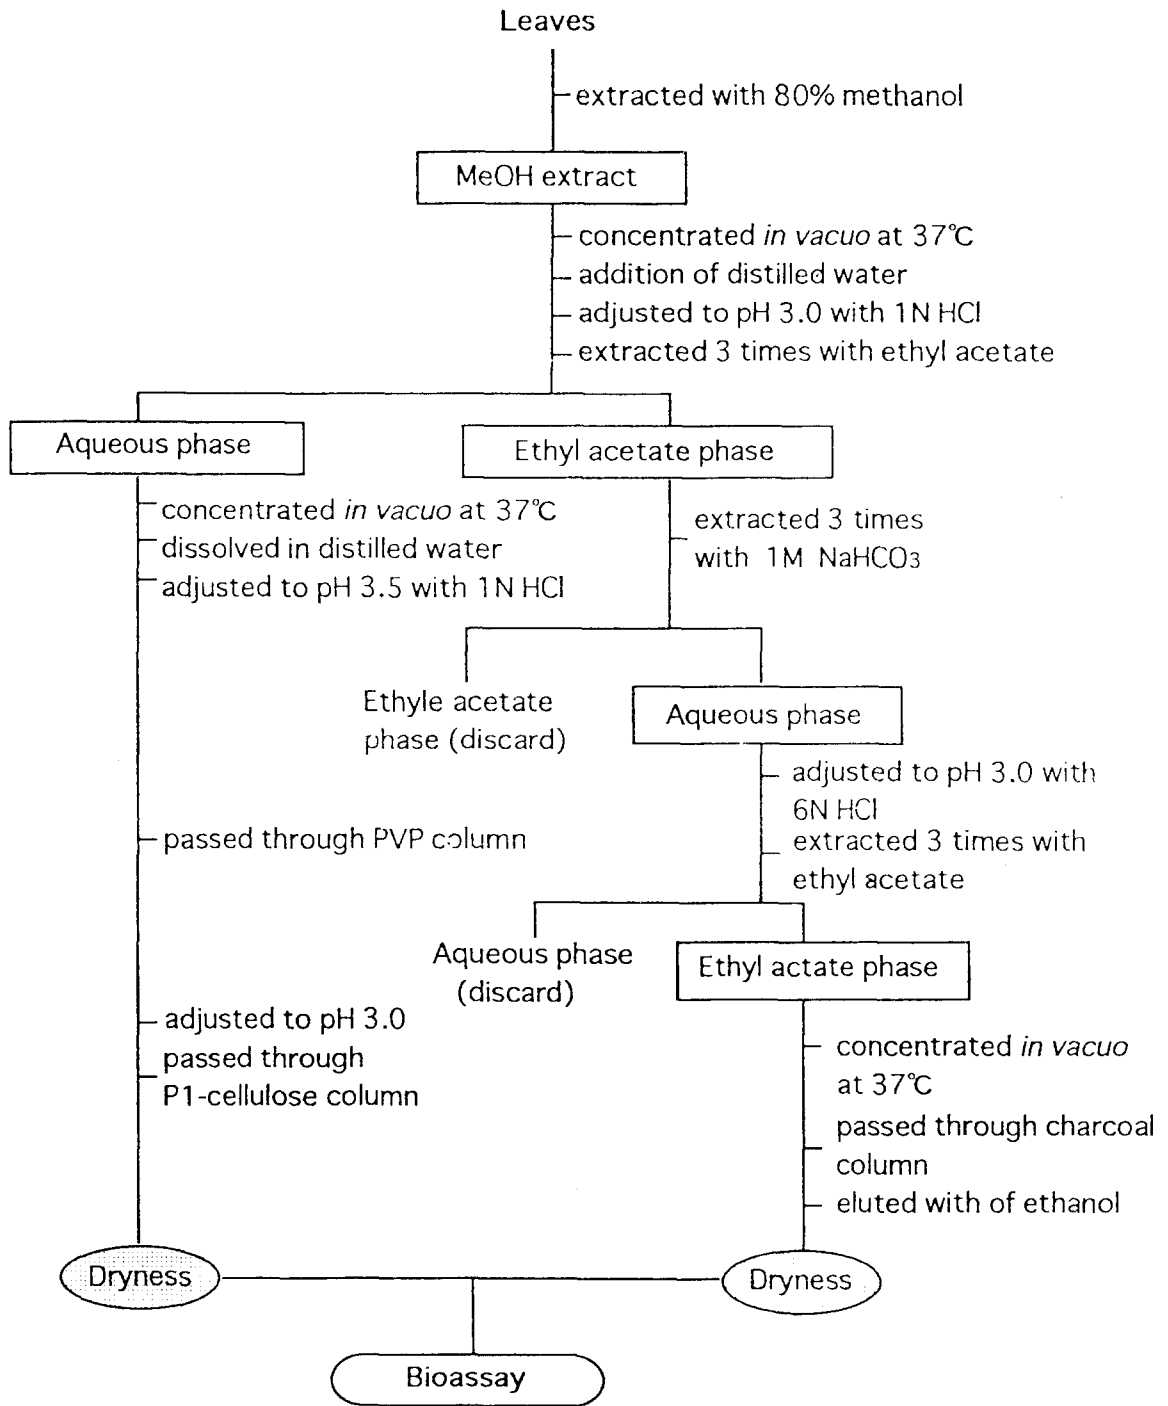 Leaves
extracted with 80% methanol
MeOH extract
concentrated in vacuo at 37℃
addition of distilled water
adjusted to pH 3.0 with 1N HCl
extracted 3 times with ethyl acetate
Aqueous phase
Ethyl acetate phase
concentrated in vacuo at 37℃
dissolved in distilled water
adjusted to pH 3.5 with 1N HCl
extracted 3 times
with 1M NaHCO3
Ethyle acetate
phase (discard)
Aqueous phase
adjusted to pH 3.0 with
6N HCl
extracted 3 times with
ethyl acetate
passed through PVP column
Aqueous phase
(discard)
Ethyl actate phase
adjusted to pH 3.0
passed through
P1-cellulose column
concentrated in vacuo
at 37℃
passed through charcoal
column
eluted with of ethanol
Dryness
Dryness
Bioassay